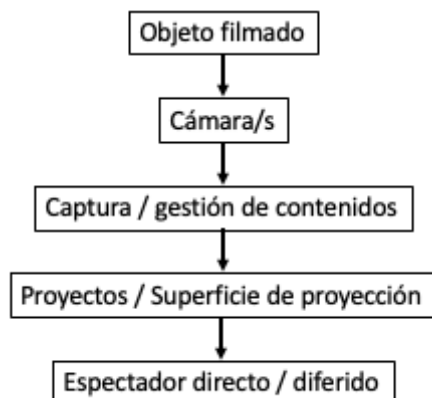 Objeto filmado
Cámara/s
Captura / gestión de contenidos
Proyectos / Superficie de proyección
Espectador directo / diferido